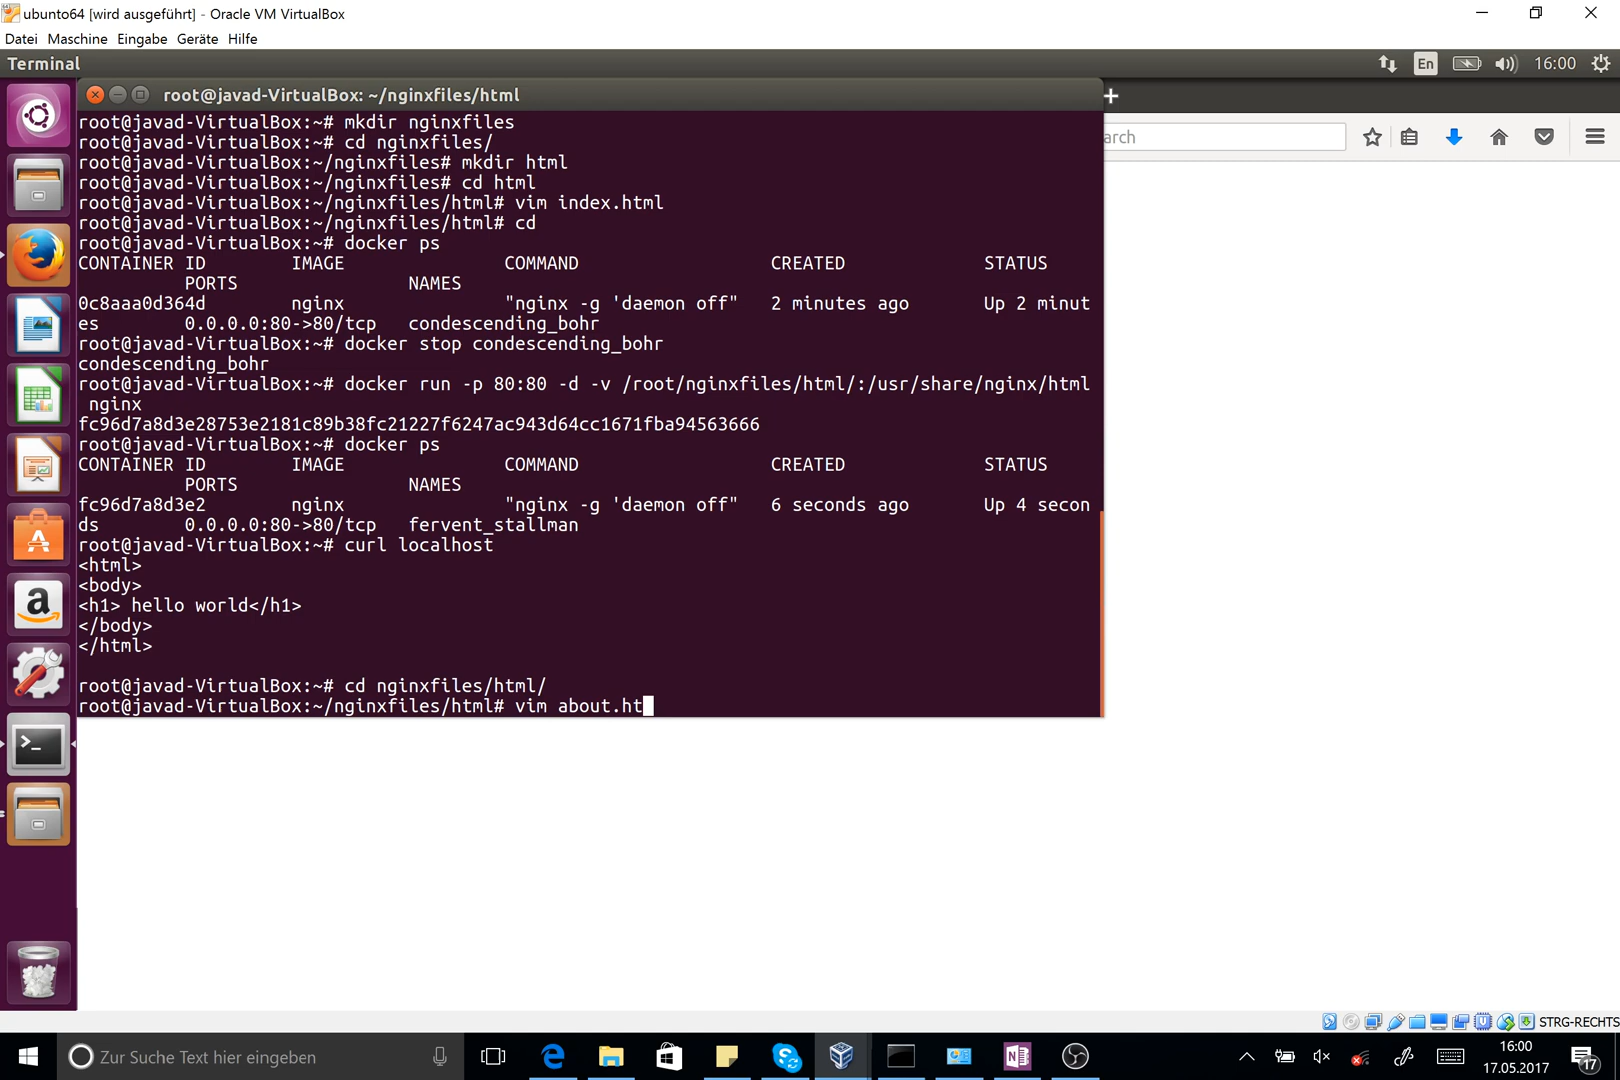 ubunto64 [wird ausgeführt] - Oracle VM VirtualBox
Datei Maschine Eingabe Geräte Hilfe
Terminal En 16:00
root@javad-VirtualBox: ~/nginxfiles/html
arch
root@javad-VirtualBox:~# mkdir nginxfiles
root@javad-VirtualBox:~# cd nginxfiles/
root@javad-VirtualBox:~/nginxfiles# mkdir html
root@javad-VirtualBox:~/nginxfiles# cd html
root@javad-VirtualBox:~/nginxfiles/html# vim index.html
root@javad-VirtualBox:~/nginxfiles/html# cd
root@javad-VirtualBox:~# docker ps
CONTAINER ID IMAGE COMMAND CREATED STATUS
PORTS NAMES
0c8aaa0d364d nginx "nginx -g 'daemon off" 2 minutes ago Up 2 minut
es 0.0.0.0:80->80/tcp condescending_bohr
root@javad-VirtualBox:~# docker stop condescending_bohr
condescending_bohr
root@javad-VirtualBox:~# docker run -p 80:80 -d -v /root/nginxfiles/html/:/usr/share/nginx/html
nginx
fc96d7a8d3e28753e2181c89b38fc21227f6247ac943d64cc1671fba94563666
root@javad-VirtualBox:~# docker ps
CONTAINER ID IMAGE COMMAND CREATED STATUS
PORTS NAMES
fc96d7a8d3e2 nginx "nginx -g 'daemon off" 6 seconds ago Up 4 secon
ds 0.0.0.0:80->80/tcp fervent_stallman
root@javad-VirtualBox:~# curl localhost
<html>
<body>
<h1> hello world</h1>
</body>
</html>
root@javad-VirtualBox:~# cd nginxfiles/html/
root@javad-VirtualBox:~/nginxfiles/html# vim about.ht
STRG-RECHTS
Zur Suche Text hier eingeben
16:00
17.05.2017
17